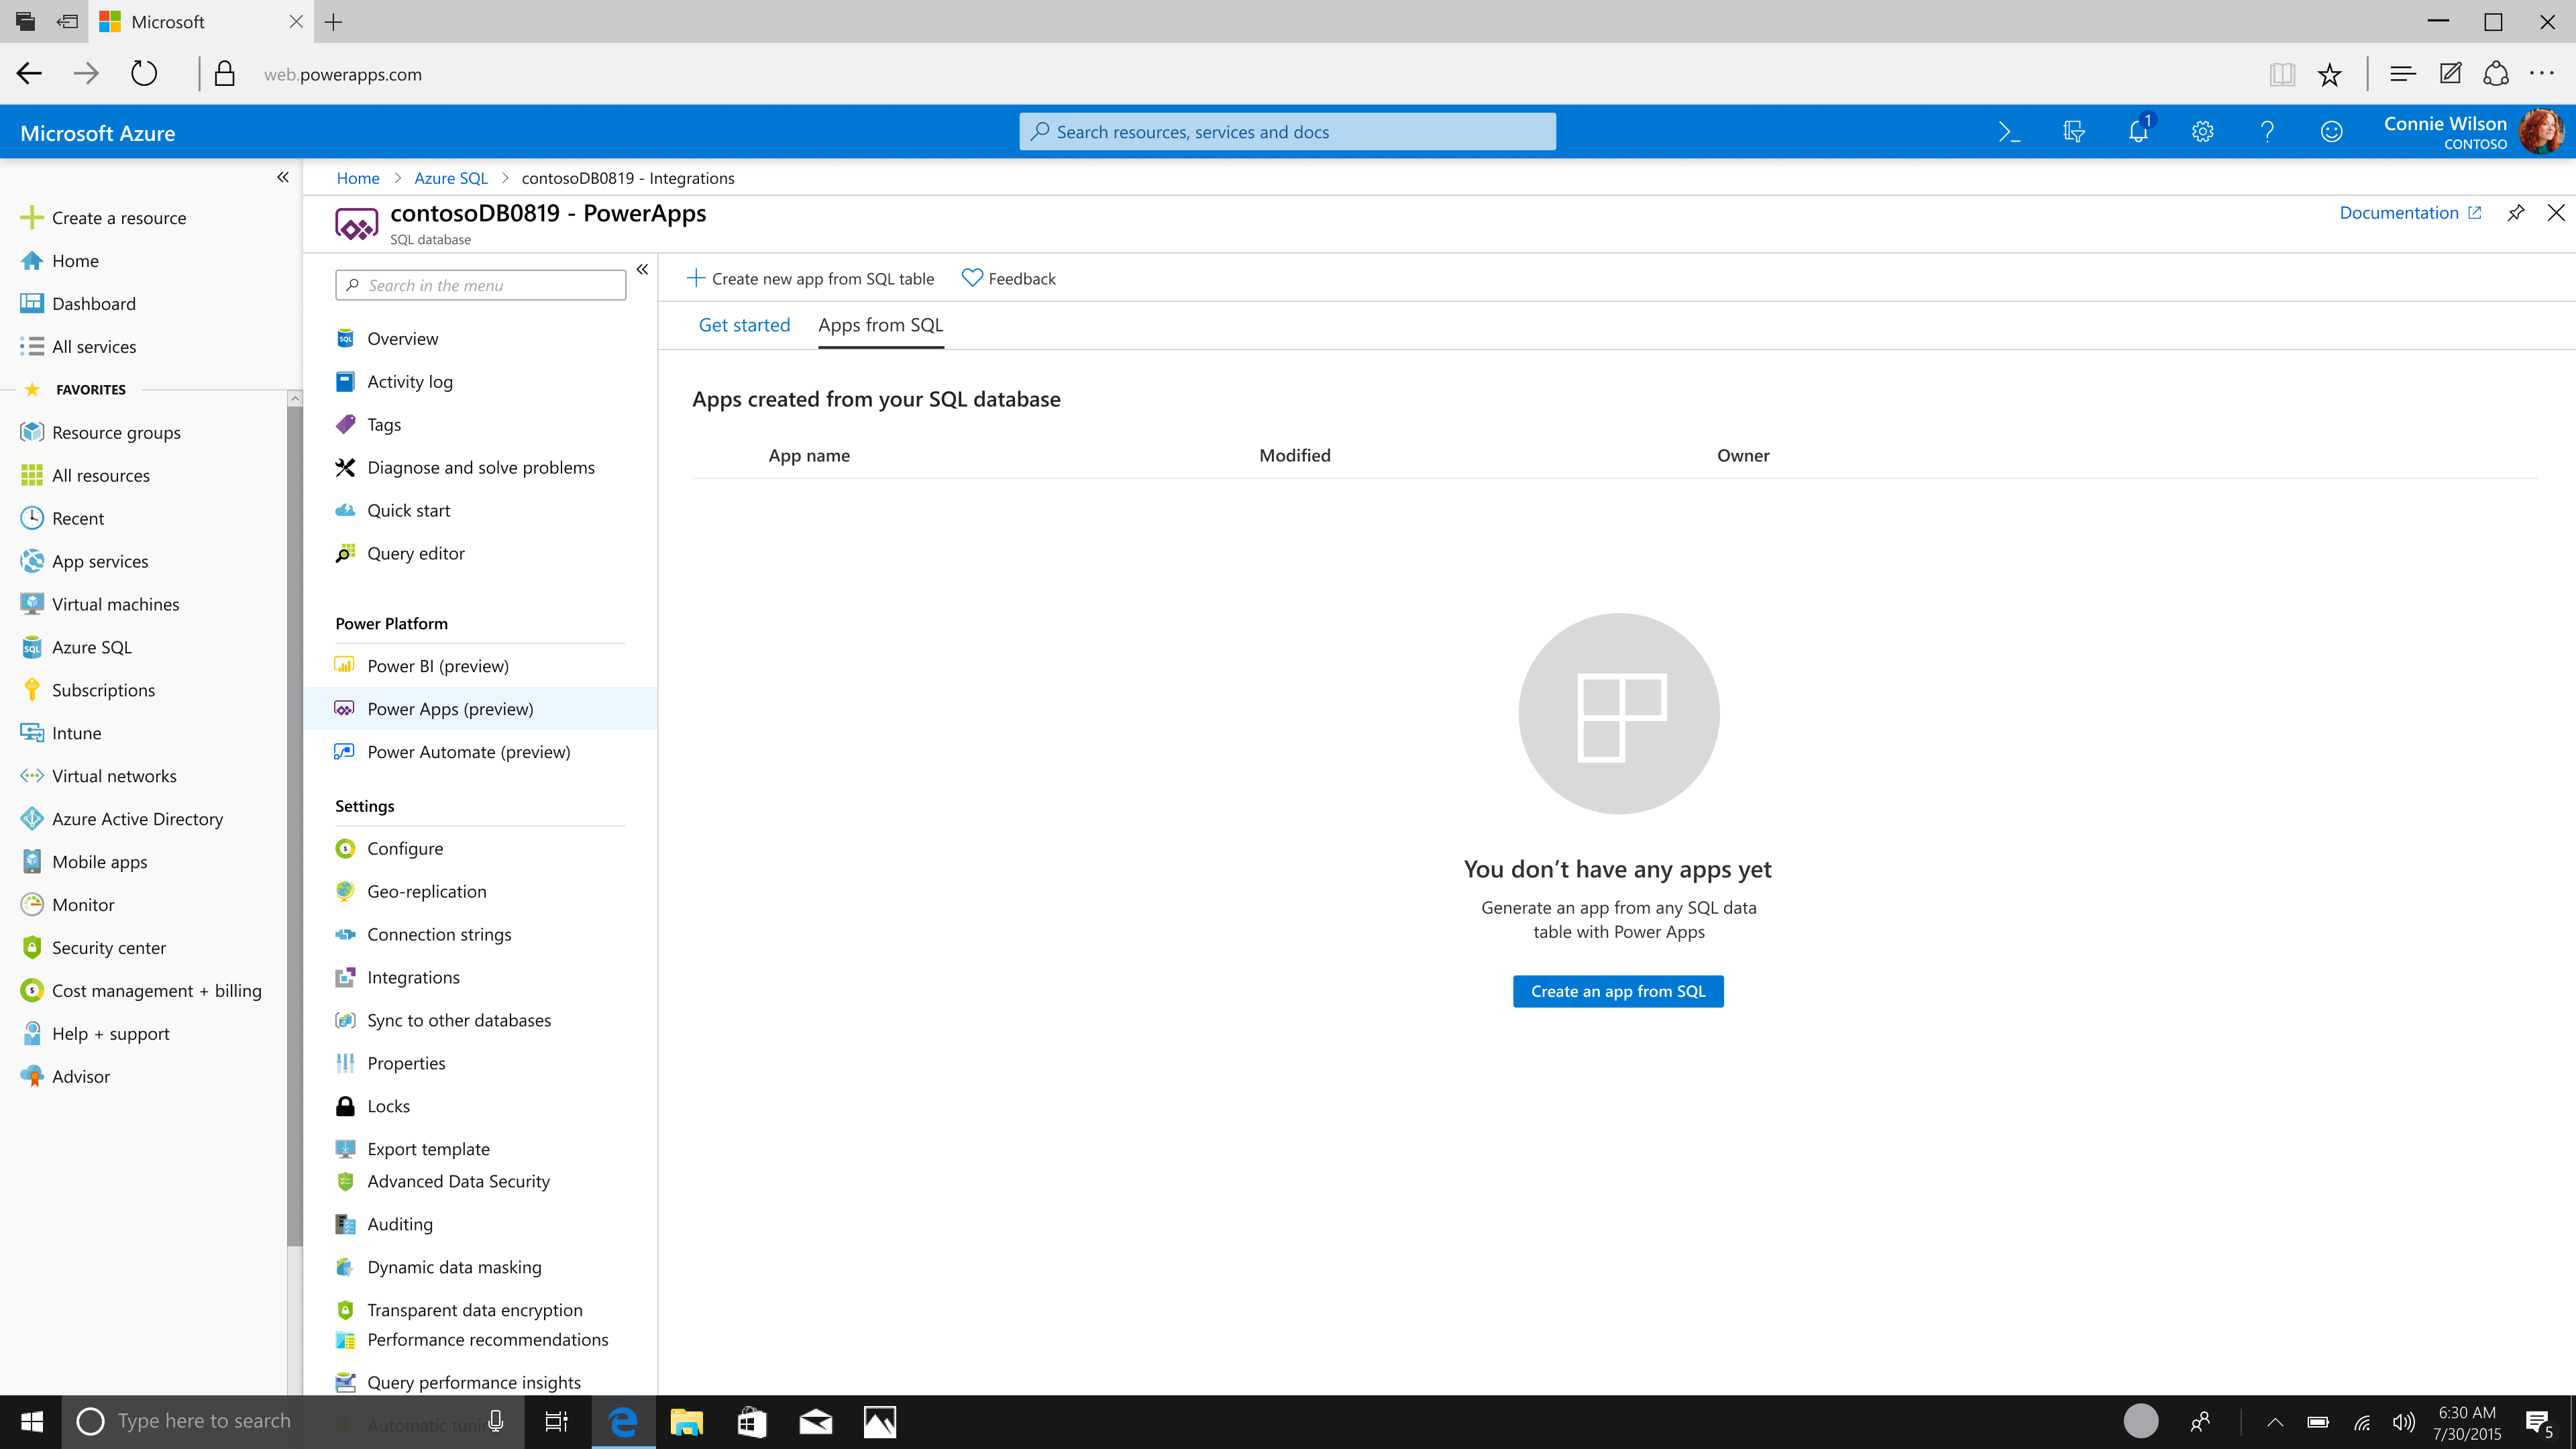 Microsoft
web.powerapps.com
Microsoft Azure
Search resources, services and docs
1
Connie Wilson
CONTOSO
Create a resource
Home
Dashboard
All services
FAVORITES
Resource groups
All resources
Recent
App services
Virtual machines
Azure SQL
Subscriptions
Intune
Virtual networks
Azure Active Directory
Mobile apps
Monitor
Security center
Cost management + billing
Help + support
Advisor
Home > Azure SQL > contosoDB0819 - Integrations
contosoDB0819 - PowerApps
SQL database
Documentation
Search in the menu
Overview
Activity log
Tags
Diagnose and solve problems
Quick start
Query editor
Power Platform
Power BI (preview)
Power Apps (preview)
Power Automate (preview)
Settings
Configure
Geo-replication
Connection strings
Integrations
Sync to other databases
Properties
Locks
Export template
Advanced Data Security
Auditing
Dynamic data masking
Transparent data encryption
Performance recommendations
Query performance insights
Create new app from SQL table
Feedback
Get started
Apps from SQL
Apps created from your SQL database
App name
Modified
Owner
You don’t have any apps yet
Generate an app from any SQL data
table with Power Apps
Create an app from SQL
Type here to search
Automatic
6:30 AM
7/30/2015
5